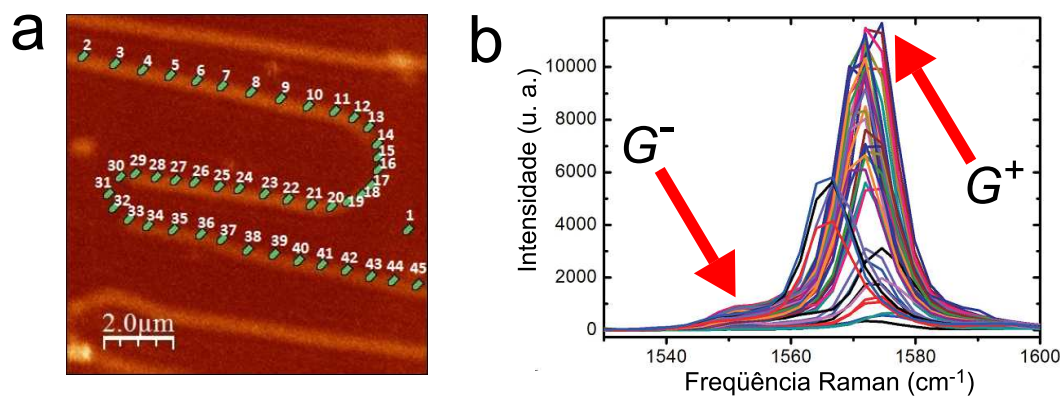 a
2 3 4 5 6 7 8 9 10 11 12 13
14
15
16
17
18
30 29 28 27 26 25 24 23 22 21 20 19
31
32
33 34 35 36 37 38 39 40 41 42 43 44 45
1
2.0µm
b
Intensidade (u. a.)
10000
8000
6000
4000
2000
0
G-
G+
1540 1560 1580 1600
Freqüência Raman (cm-1)